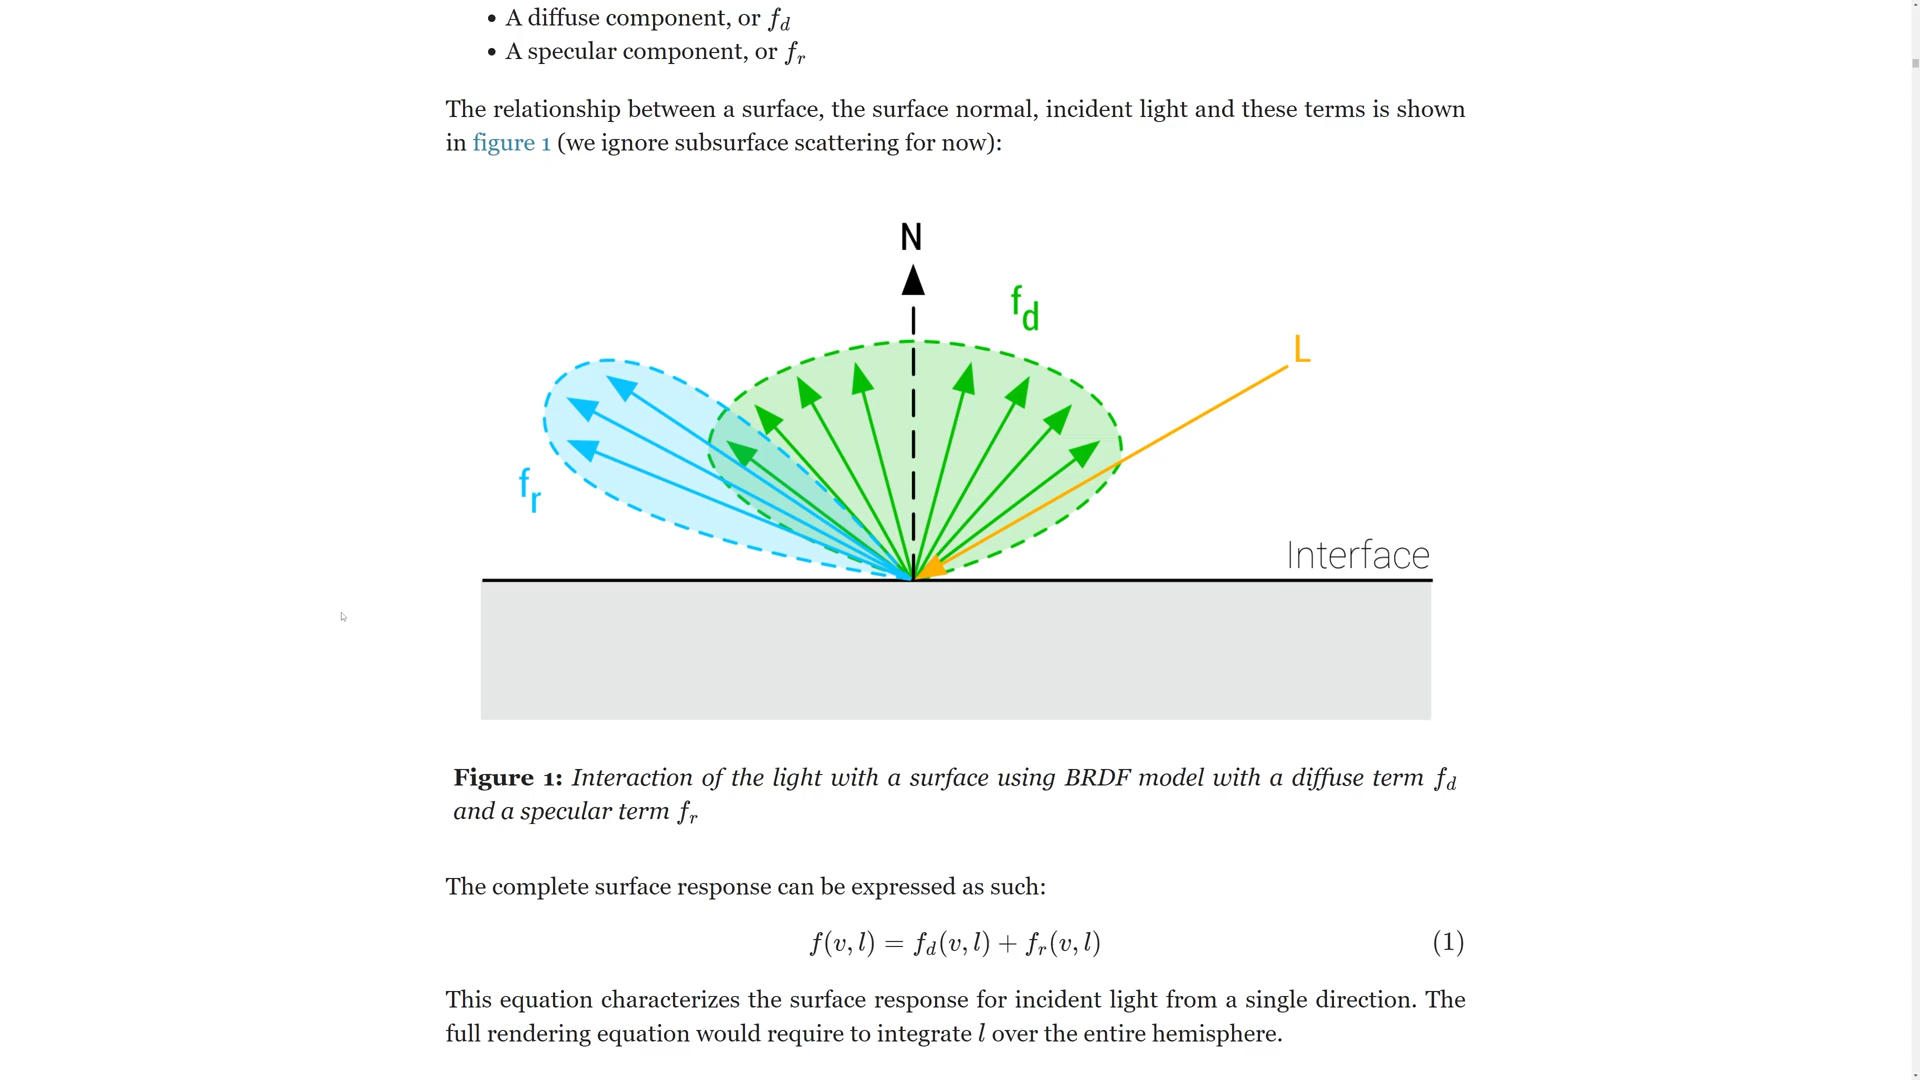 • A diffuse component, or f_d
• A specular component, or f_r
The relationship between a surface, the surface normal, incident light and these terms is shown
in figure 1 (we ignore subsurface scattering for now):
N
f_d
L
f_r
Interface
Figure 1: Interaction of the light with a surface using BRDF model with a diffuse term f_d
and a specular term f_r
The complete surface response can be expressed as such:
f(v, l) = f_d(v, l) + f_r(v, l) (1)
This equation characterizes the surface response for incident light from a single direction. The
full rendering equation would require to integrate l over the entire hemisphere.